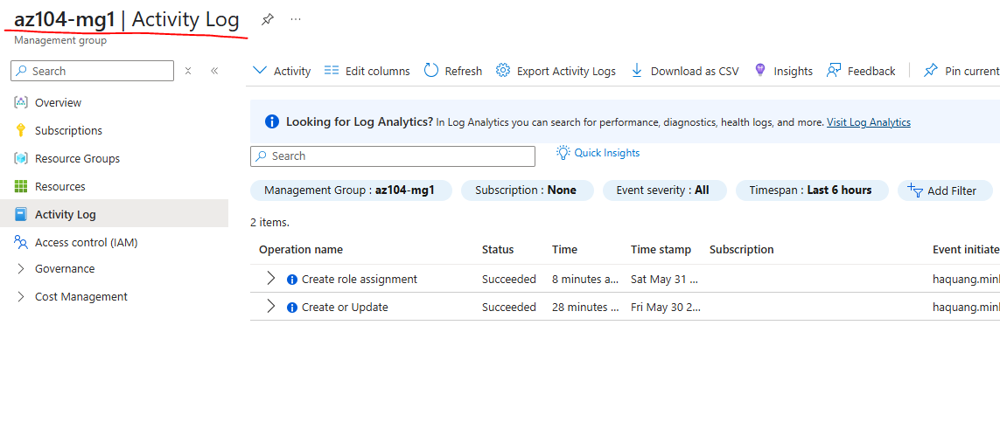 az104-mg1 | Activity Log
Management group
Search
Overview
Subscriptions
Resource Groups
Resources
Activity Log
Access control (IAM)
Governance
Cost Management
Activity Edit columns Refresh Export Activity Logs Download as CSV Insights Feedback Pin current
Looking for Log Analytics? In Log Analytics you can search for performance, diagnostics, health logs, and more. Visit Log Analytics
Search Quick Insights
Management Group : az104-mg1 Subscription : None Event severity : All Timespan : Last 6 hours Add Filter
2 items.
Operation name Status Time Time stamp Subscription Event initiate
Create role assignment Succeeded 8 minutes a... Sat May 31 ... haquang.minl
Create or Update Succeeded 28 minutes ... Fri May 30 2... haquang.minl